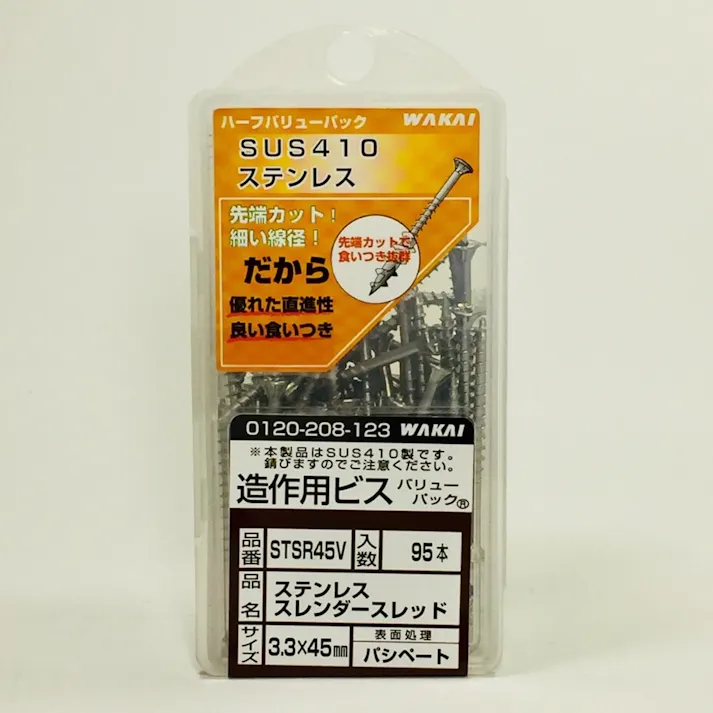 ハーフバリューパック WAKAI
SUS410
ステンレス
先端カット!
細い線径!
だから
優れた直進性
良い食いつき
先端カットで
食いつき抜群
0120-208-123 WAKAI
※本製品はSUS410製です。
錆びますのでご注意ください。
造作用ビス バリューパック®
品番 STSR45V 入数 95本
品名 ステンレス
スレンダースレッド
サイズ 3.3×45mm 表面処理 パシペート